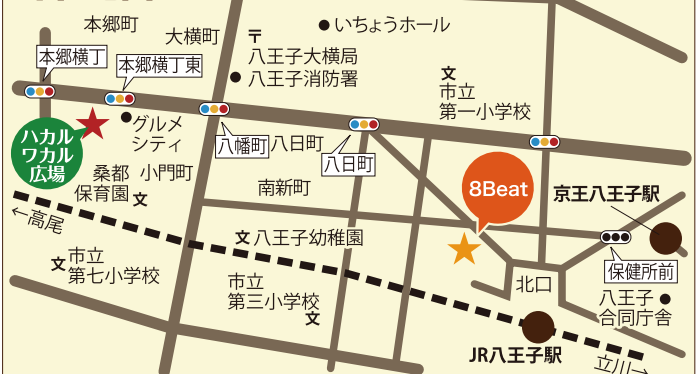 本郷町
大横町
いちょうホール
本郷横丁
本郷横丁東
〒
八王子大横局
八王子消防署
文
市立
第一小学校
ハカル
ワカル
広場
グルメ
シティ
八幡町
八日町
八日町
桑都
保育園
文
小門町
南新町
8Beat
京王八王子駅
←高尾
文
八王子幼稚園
保健所前
文
市立
第七小学校
市立
第三小学校
文
北口
八王子
合同庁舎
JR八王子駅
立川→